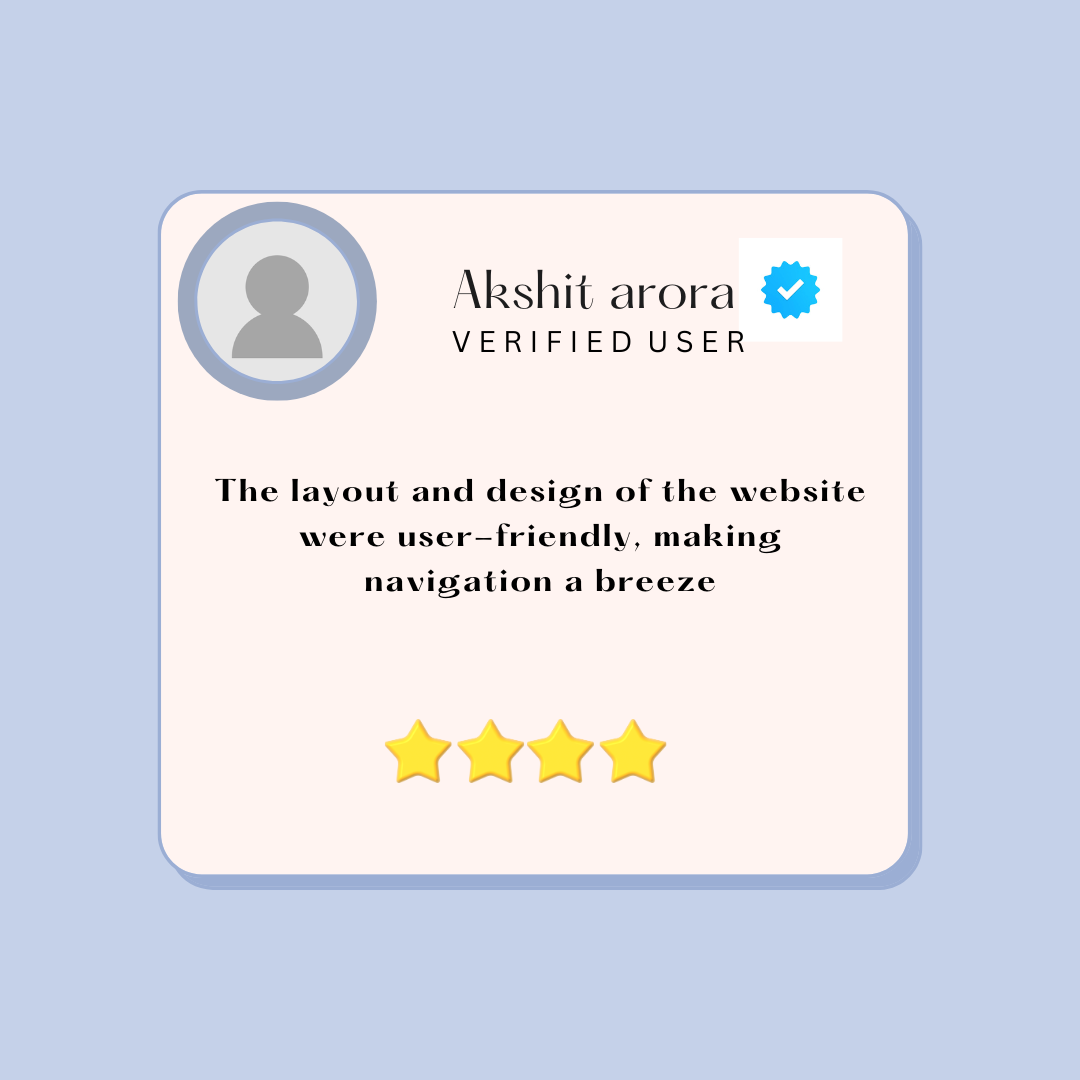 Akshit arora
VERIFIED USER
The layout and design of the website
were user-friendly, making
navigation a breeze